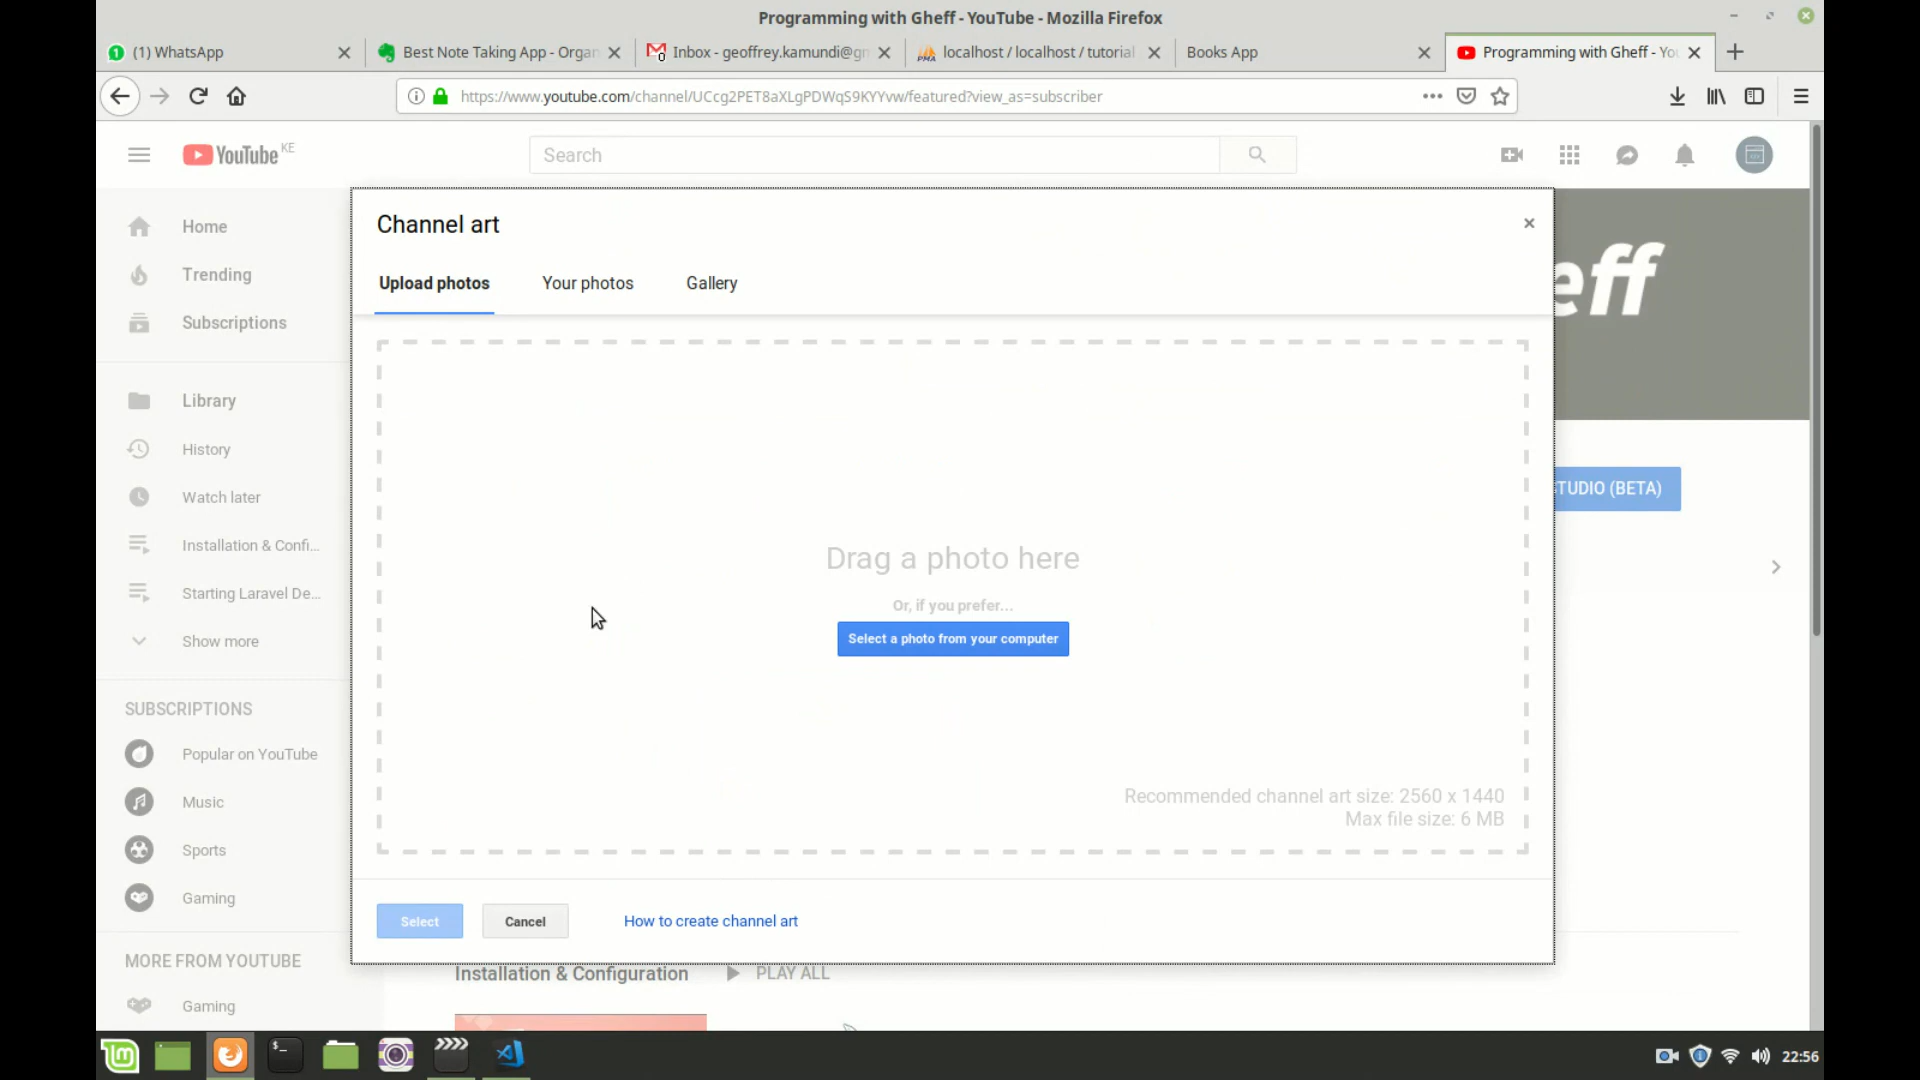 Programming with Gheff - YouTube - Mozilla Firefox
(1) WhatsApp
Best Note Taking App - Organ
Inbox - geoffrey.kamundi@gm
localhost / localhost / tutorial
Books App
Programming with Gheff - You
https://www.youtube.com/channel/UCcg2PET8aXLgPDWqS9KYYvw/featured?view_as=subscriber
YouTube KE
Search
Channel art
Home
Trending
Subscriptions
Upload photos
Your photos
Gallery
eff
Library
History
Watch later
Installation & Confi...
Starting Laravel De...
Show more
TUDIO (BETA)
Drag a photo here
Or, if you prefer...
Select a photo from your computer
SUBSCRIPTIONS
Popular on YouTube
Music
Sports
Gaming
Recommended channel art size: 2560 x 1440
Max file size: 6 MB
Select
Cancel
How to create channel art
MORE FROM YOUTUBE
Gaming
Installation & Configuration
PLAY ALL
22:56